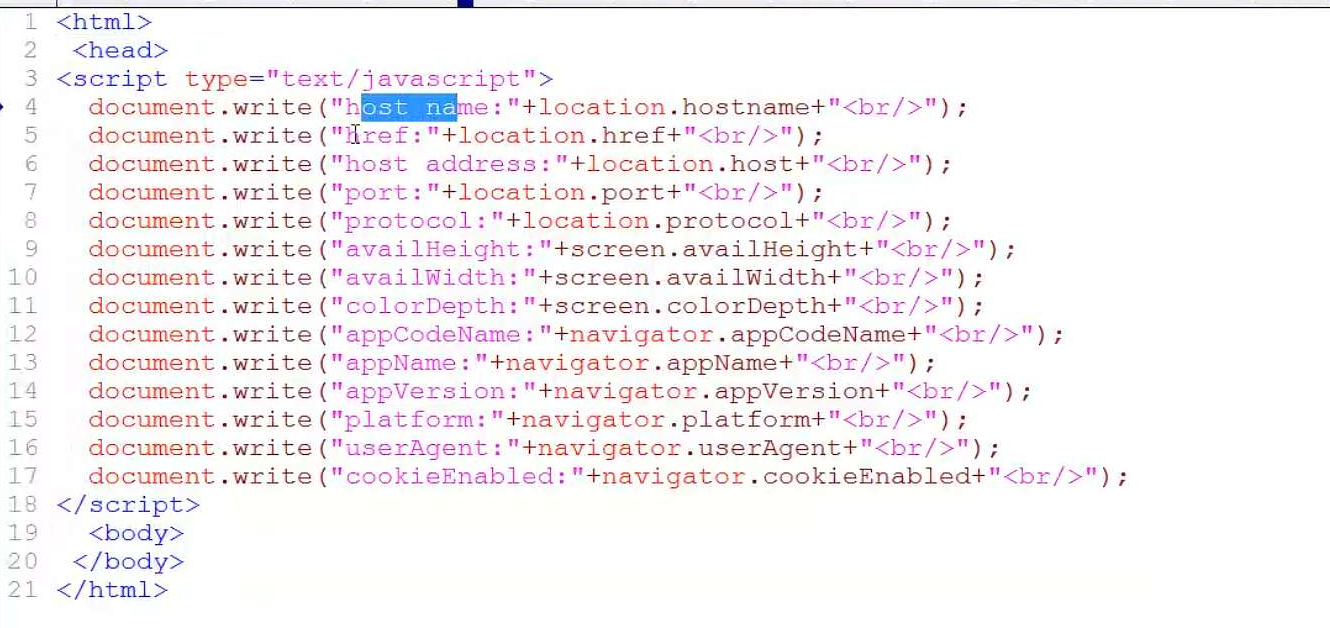 1 <html>
2 <head>
3 <script type="text/javascript">
4 document.write("host name:"+location.hostname+"<br/>");
5 document.write("href:"+location.href+"<br/>");
6 document.write("host address:"+location.host+"<br/>");
7 document.write("port:"+location.port+"<br/>");
8 document.write("protocol:"+location.protocol+"<br/>");
9 document.write("availHeight:"+screen.availHeight+"<br/>");
10 document.write("availWidth:"+screen.availWidth+"<br/>");
11 document.write("colorDepth:"+screen.colorDepth+"<br/>");
12 document.write("appCodeName:"+navigator.appCodeName+"<br/>");
13 document.write("appName:"+navigator.appName+"<br/>");
14 document.write("appVersion:"+navigator.appVersion+"<br/>");
15 document.write("platform:"+navigator.platform+"<br/>");
16 document.write("userAgent:"+navigator.userAgent+"<br/>");
17 document.write("cookieEnabled:"+navigator.cookieEnabled+"<br/>");
18 </script>
19 <body>
20 </body>
21 </html>